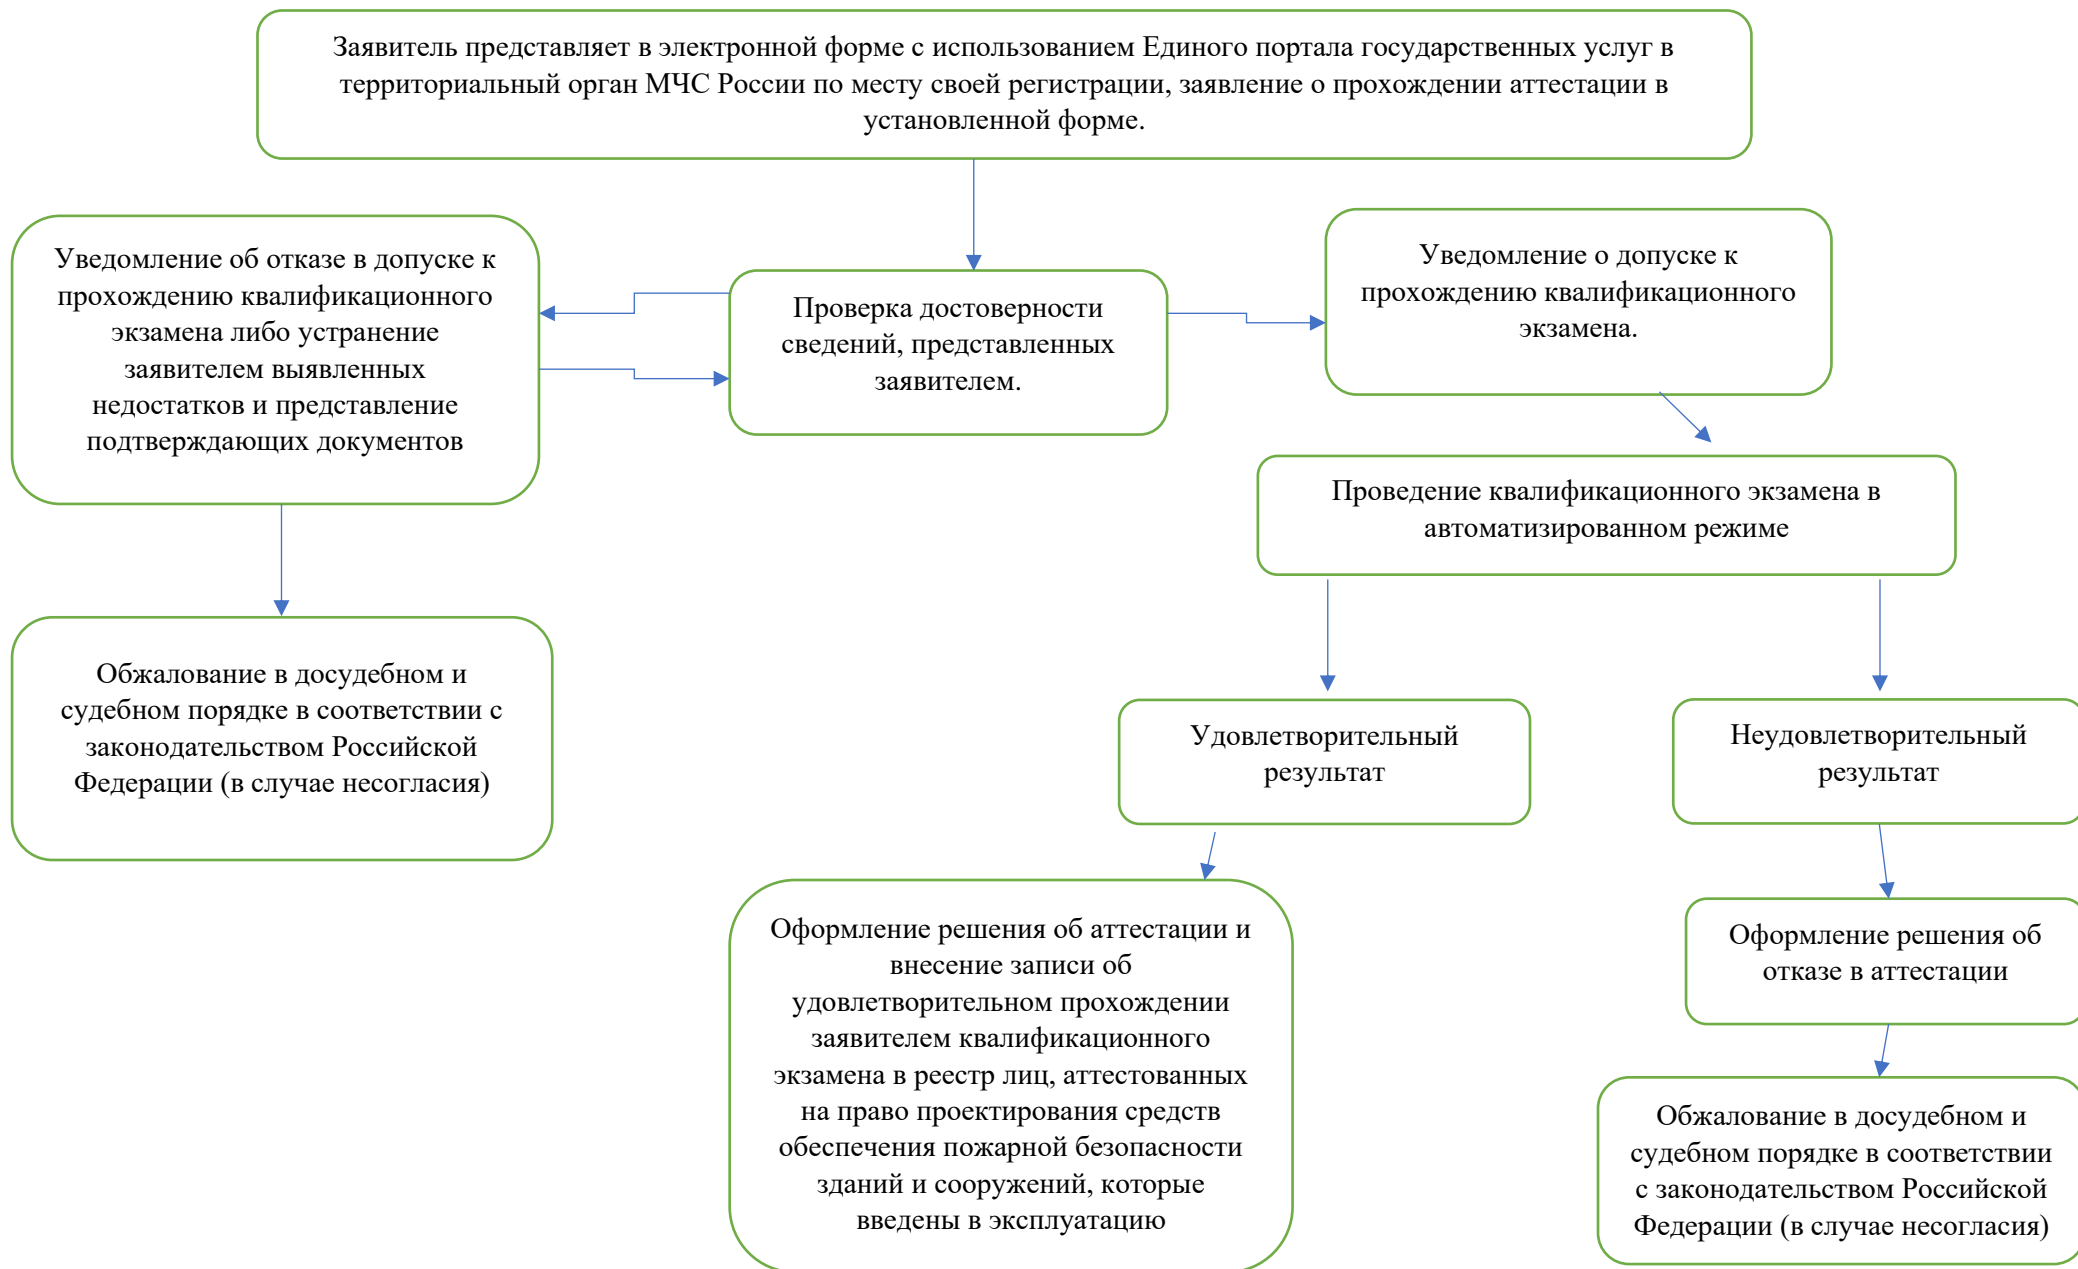 Заявитель представляет в электронной форме с использованием Единого портала государственных услуг в
территориальный орган МЧС России по месту своей регистрации, заявление о прохождении аттестации в
установленной форме.
Уведомление об отказе в допуске к
прохождению квалификационного
экзамена либо устранение
заявителем выявленных
недостатков и представление
подтверждающих документов
Проверка достоверности
сведений, представленных
заявителем.
Уведомление о допуске к
прохождению квалификационного
экзамена.
Проведение квалификационного экзамена в
автоматизированном режиме
Обжалование в досудебном и
судебном порядке в соответствии с
законодательством Российской
Федерации (в случае несогласия)
Удовлетворительный
результат
Неудовлетворительный
результат
Оформление решения об аттестации и
внесение записи об
удовлетворительном прохождении
заявителем квалификационного
экзамена в реестр лиц, аттестованных
на право проектирования средств
обеспечения пожарной безопасности
зданий и сооружений, которые
введены в эксплуатацию
Оформление решения об
отказе в аттестации
Обжалование в досудебном и
судебном порядке в соответствии
с законодательством Российской
Федерации (в случае несогласия)